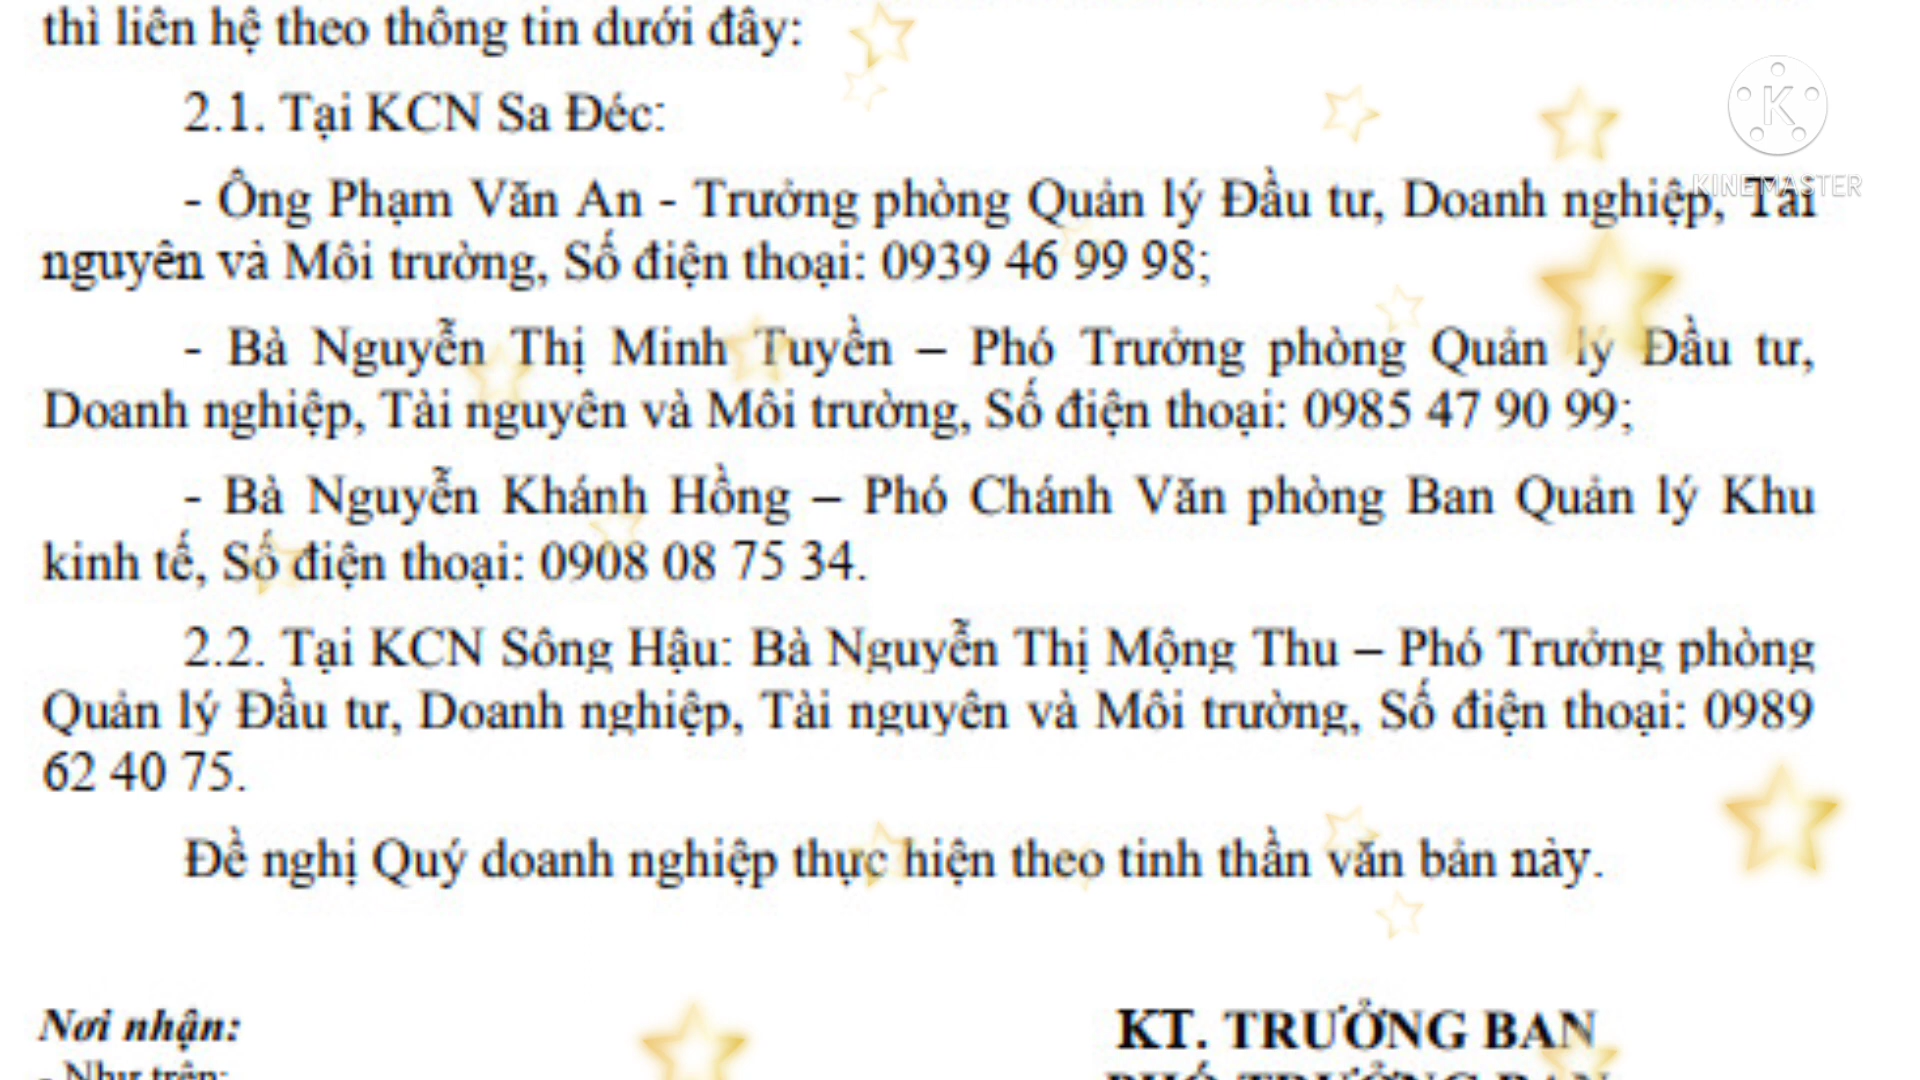 thì liên hệ theo thông tin dưới đây:
2.1. Tại KCN Sa Đéc:
- Ông Phạm Văn An - Trưởng phòng Quản lý Đầu tư, Doanh nghiệp, Tài
nguyên và Môi trường, Số điện thoại: 0939 46 99 98;
- Bà Nguyễn Thị Minh Tuyền – Phó Trưởng phòng Quản lý Đầu tư,
Doanh nghiệp, Tài nguyên và Môi trường, Số điện thoại: 0985 47 90 99;
- Bà Nguyễn Khánh Hồng – Phó Chánh Văn phòng Ban Quản lý Khu
kinh tế, Số điện thoại: 0908 08 75 34.
2.2. Tại KCN Sông Hậu: Bà Nguyễn Thị Mộng Thu – Phó Trưởng phòng
Quản lý Đầu tư, Doanh nghiệp, Tài nguyên và Môi trường, Số điện thoại: 0989
62 40 75.
Đề nghị Quý doanh nghiệp thực hiện theo tinh thần văn bản này.
Nơi nhận:
- Như trên;
KT. TRƯỞNG BAN
PHÓ TRƯỞNG BAN
K
KINEMASTER